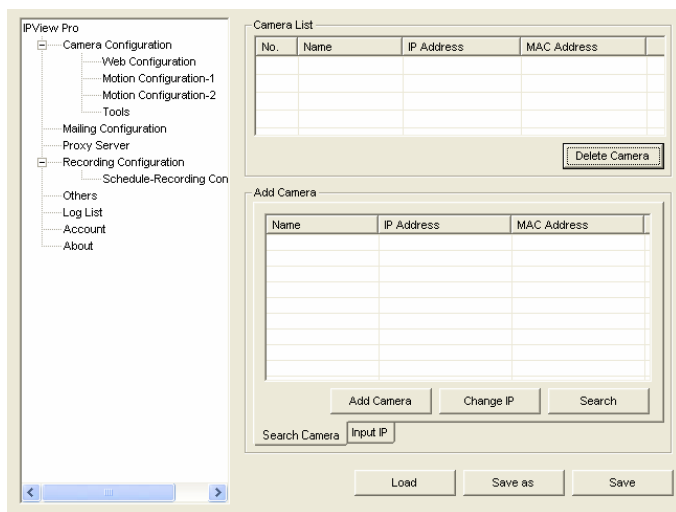 IPView Pro
Camera Configuration
Web Configuration
Motion Configuration-1
Motion Configuration-2
Tools
Mailing Configuration
Proxy Server
Recording Configuration
Schedule-Recording Con
Others
Log List
Account
About
Camera List
No. Name IP Address MAC Address
Delete Camera
Add Camera
Name IP Address MAC Address
Add Camera Change IP Search
Search Camera Input IP
Load Save as Save